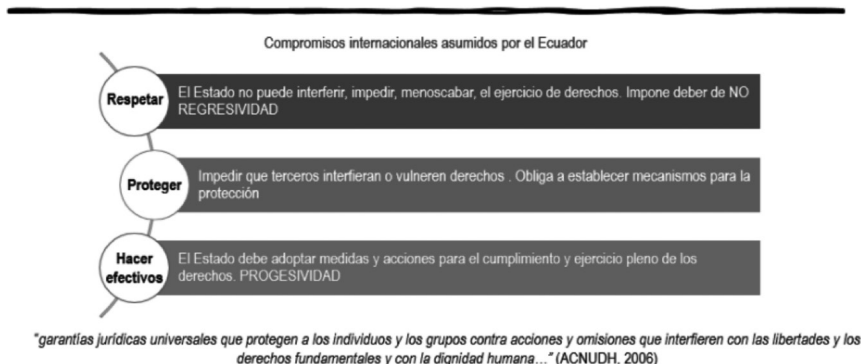 Compromisos internacionales asumidos por el Ecuador
Respetar
El Estado no puede interferir, impedir, menoscabar, el ejercicio de derechos. Impone deber de NO
REGRESIVIDAD
Proteger
Impedir que terceros interfieran o vulneren derechos . Obliga a establecer mecanismos para la
protección
Hacer
efectivos
El Estado debe adoptar medidas y acciones para el cumplimiento y ejercicio pleno de los
derechos. PROGESIVIDAD
"garantías jurídicas universales que protegen a los individuos y los grupos contra acciones y omisiones que interfieren con las libertades y los
derechos fundamentales y con la dignidad humana…" (ACNUDH, 2006)